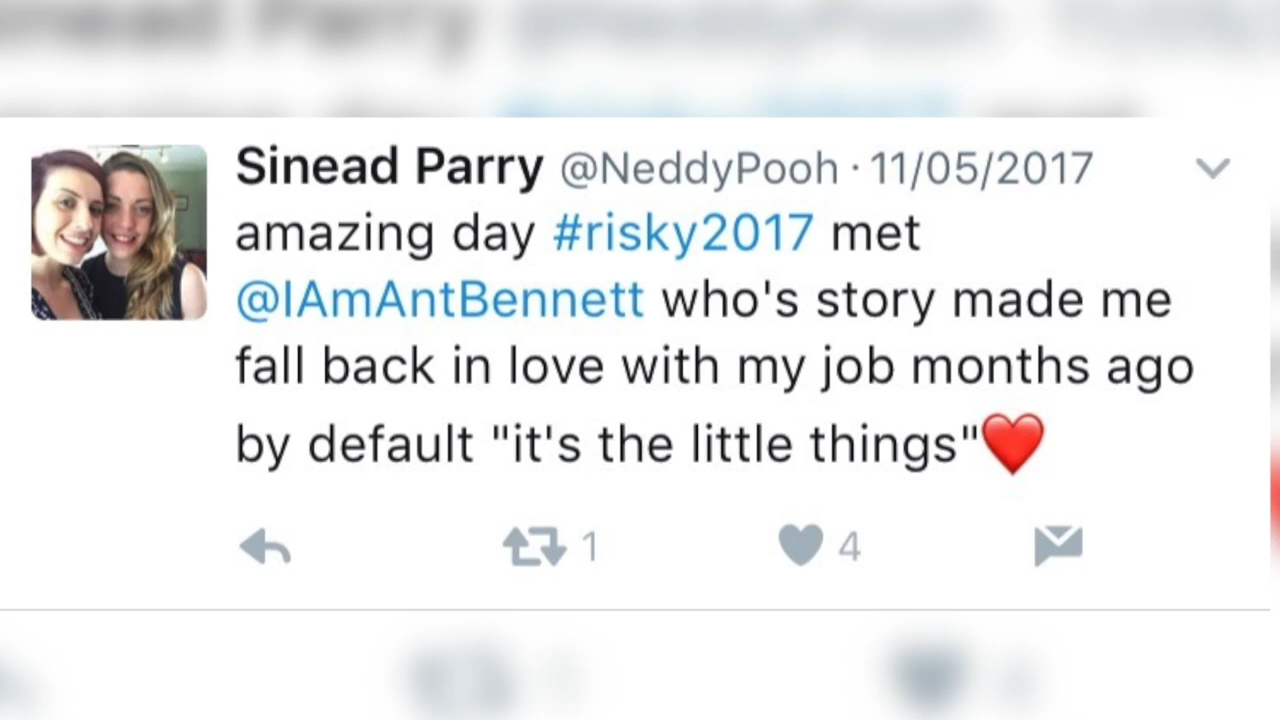 Sinead Parry @NeddyPooh · 11/05/2017
amazing day #risky2017 met
@IAmAntBennett who's story made me
fall back in love with my job months ago
by default "it's the little things"❤️
1 4